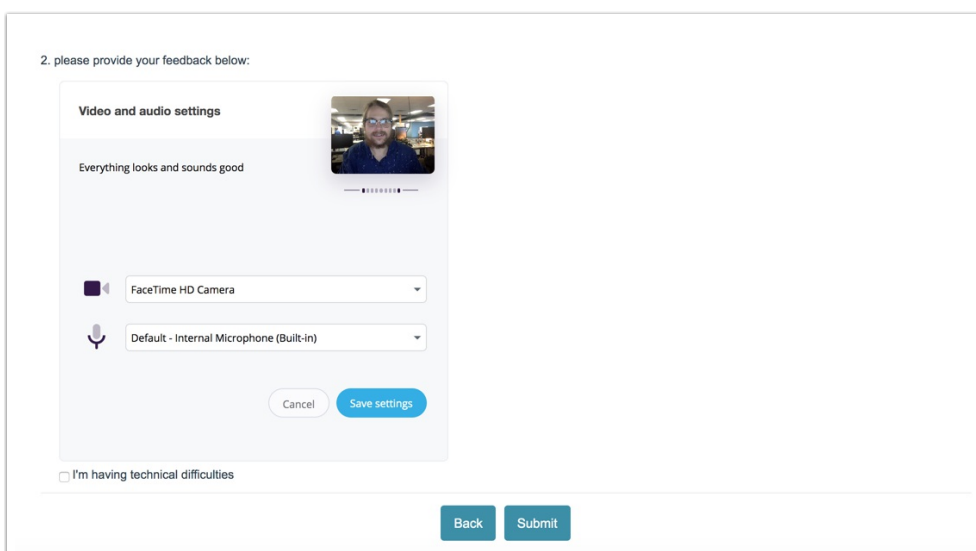 2. please provide your feedback below:
Video and audio settings
Everything looks and sounds good
FaceTime HD Camera
Default - Internal Microphone (Built-in)
Cancel
Save settings
I'm having technical difficulties
Back
Submit